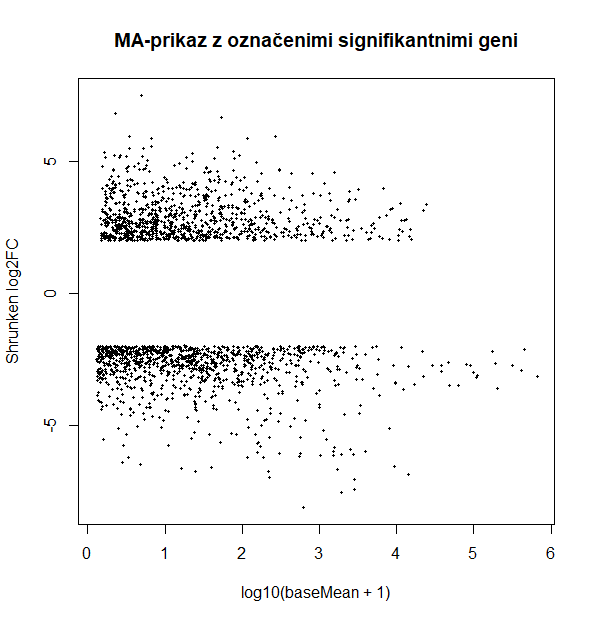 MA-prikaz z označenimi signifikantnimi geni
Shrunken log2FC
5
0
-5
0 1 2 3 4 5 6
log10(baseMean + 1)